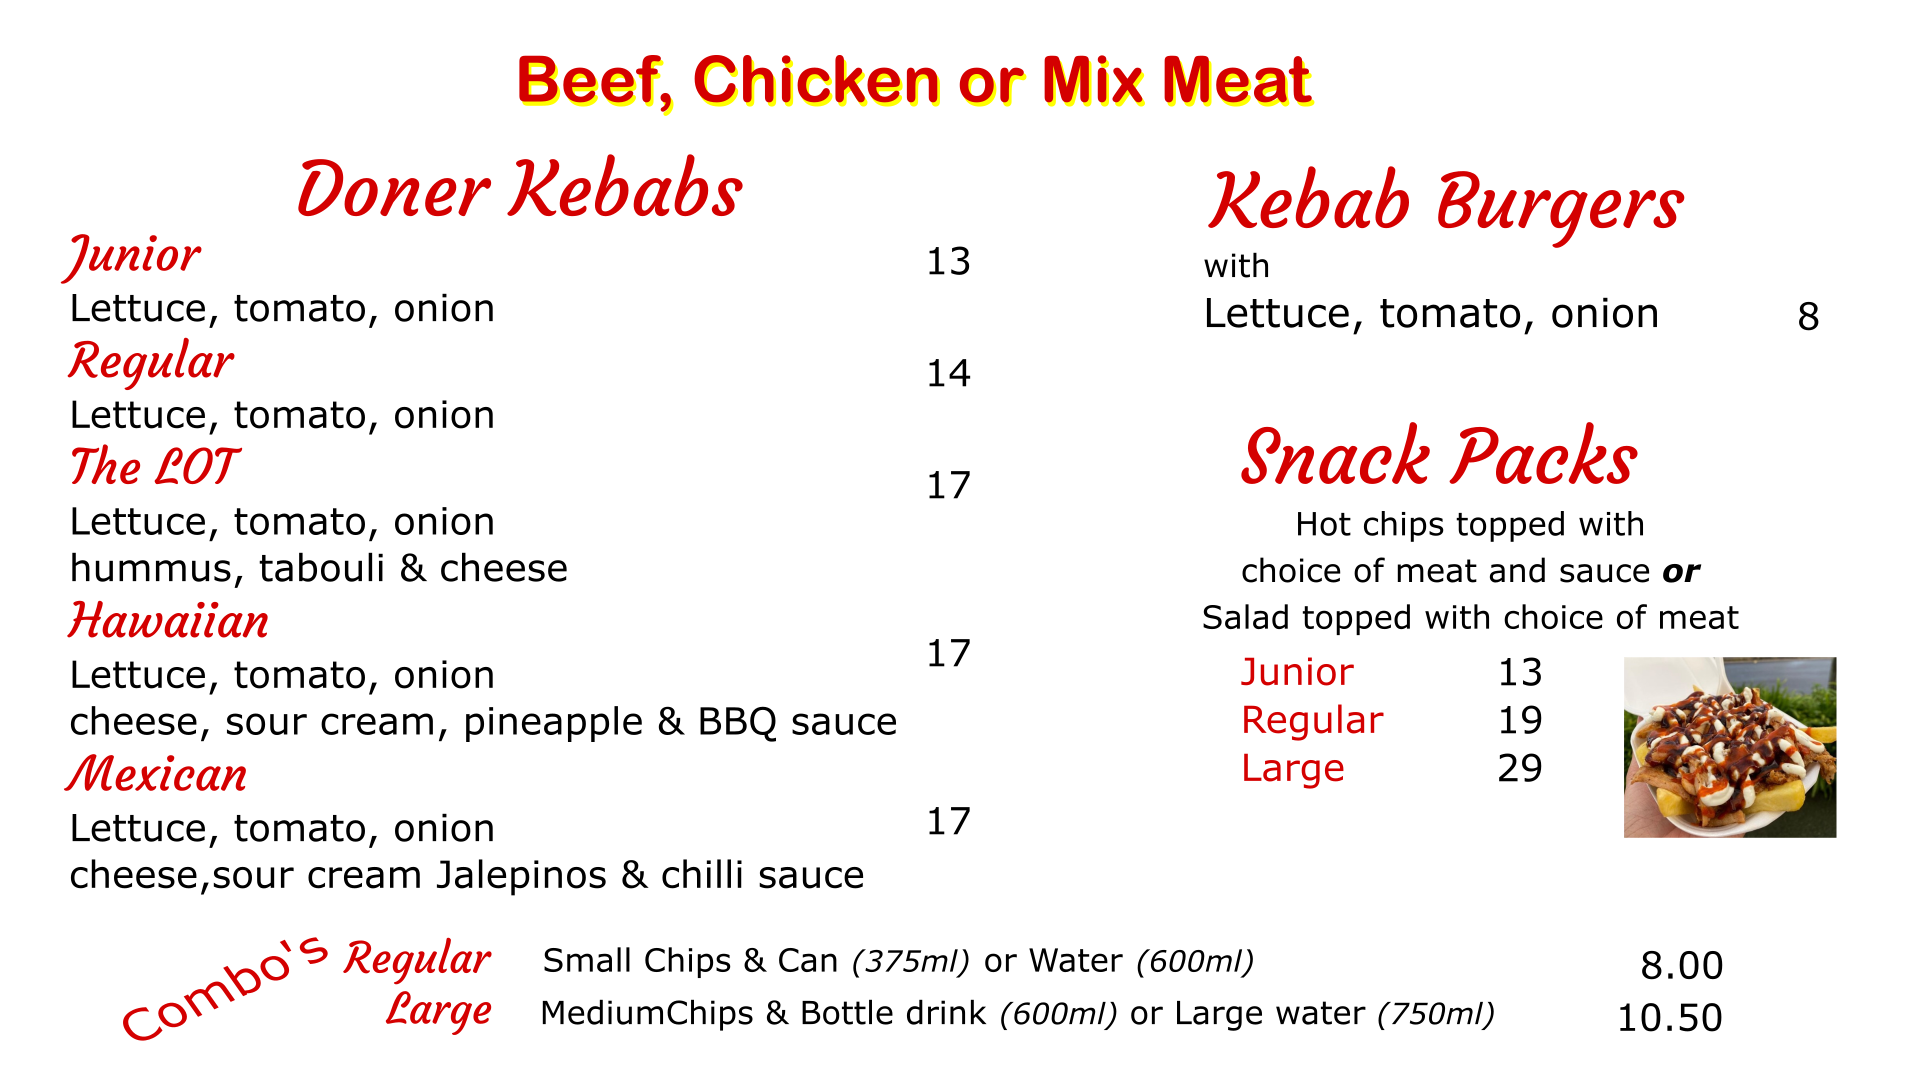 Beef, Chicken or Mix Meat
Doner Kebabs
Junior 13
Lettuce, tomato, onion
Regular 14
Lettuce, tomato, onion
The LOT 17
Lettuce, tomato, onion
hummus, tabouli & cheese
Hawaiian 17
Lettuce, tomato, onion
cheese, sour cream, pineapple & BBQ sauce
Mexican 17
Lettuce, tomato, onion
cheese,sour cream Jalepinos & chilli sauce
Kebab Burgers
with
Lettuce, tomato, onion 8
Snack Packs
Hot chips topped with
choice of meat and sauce or
Salad topped with choice of meat
Junior 13
Regular 19
Large 29
Combo's
Regular Small Chips & Can (375ml) or Water (600ml) 8.00
Large MediumChips & Bottle drink (600ml) or Large water (750ml) 10.50